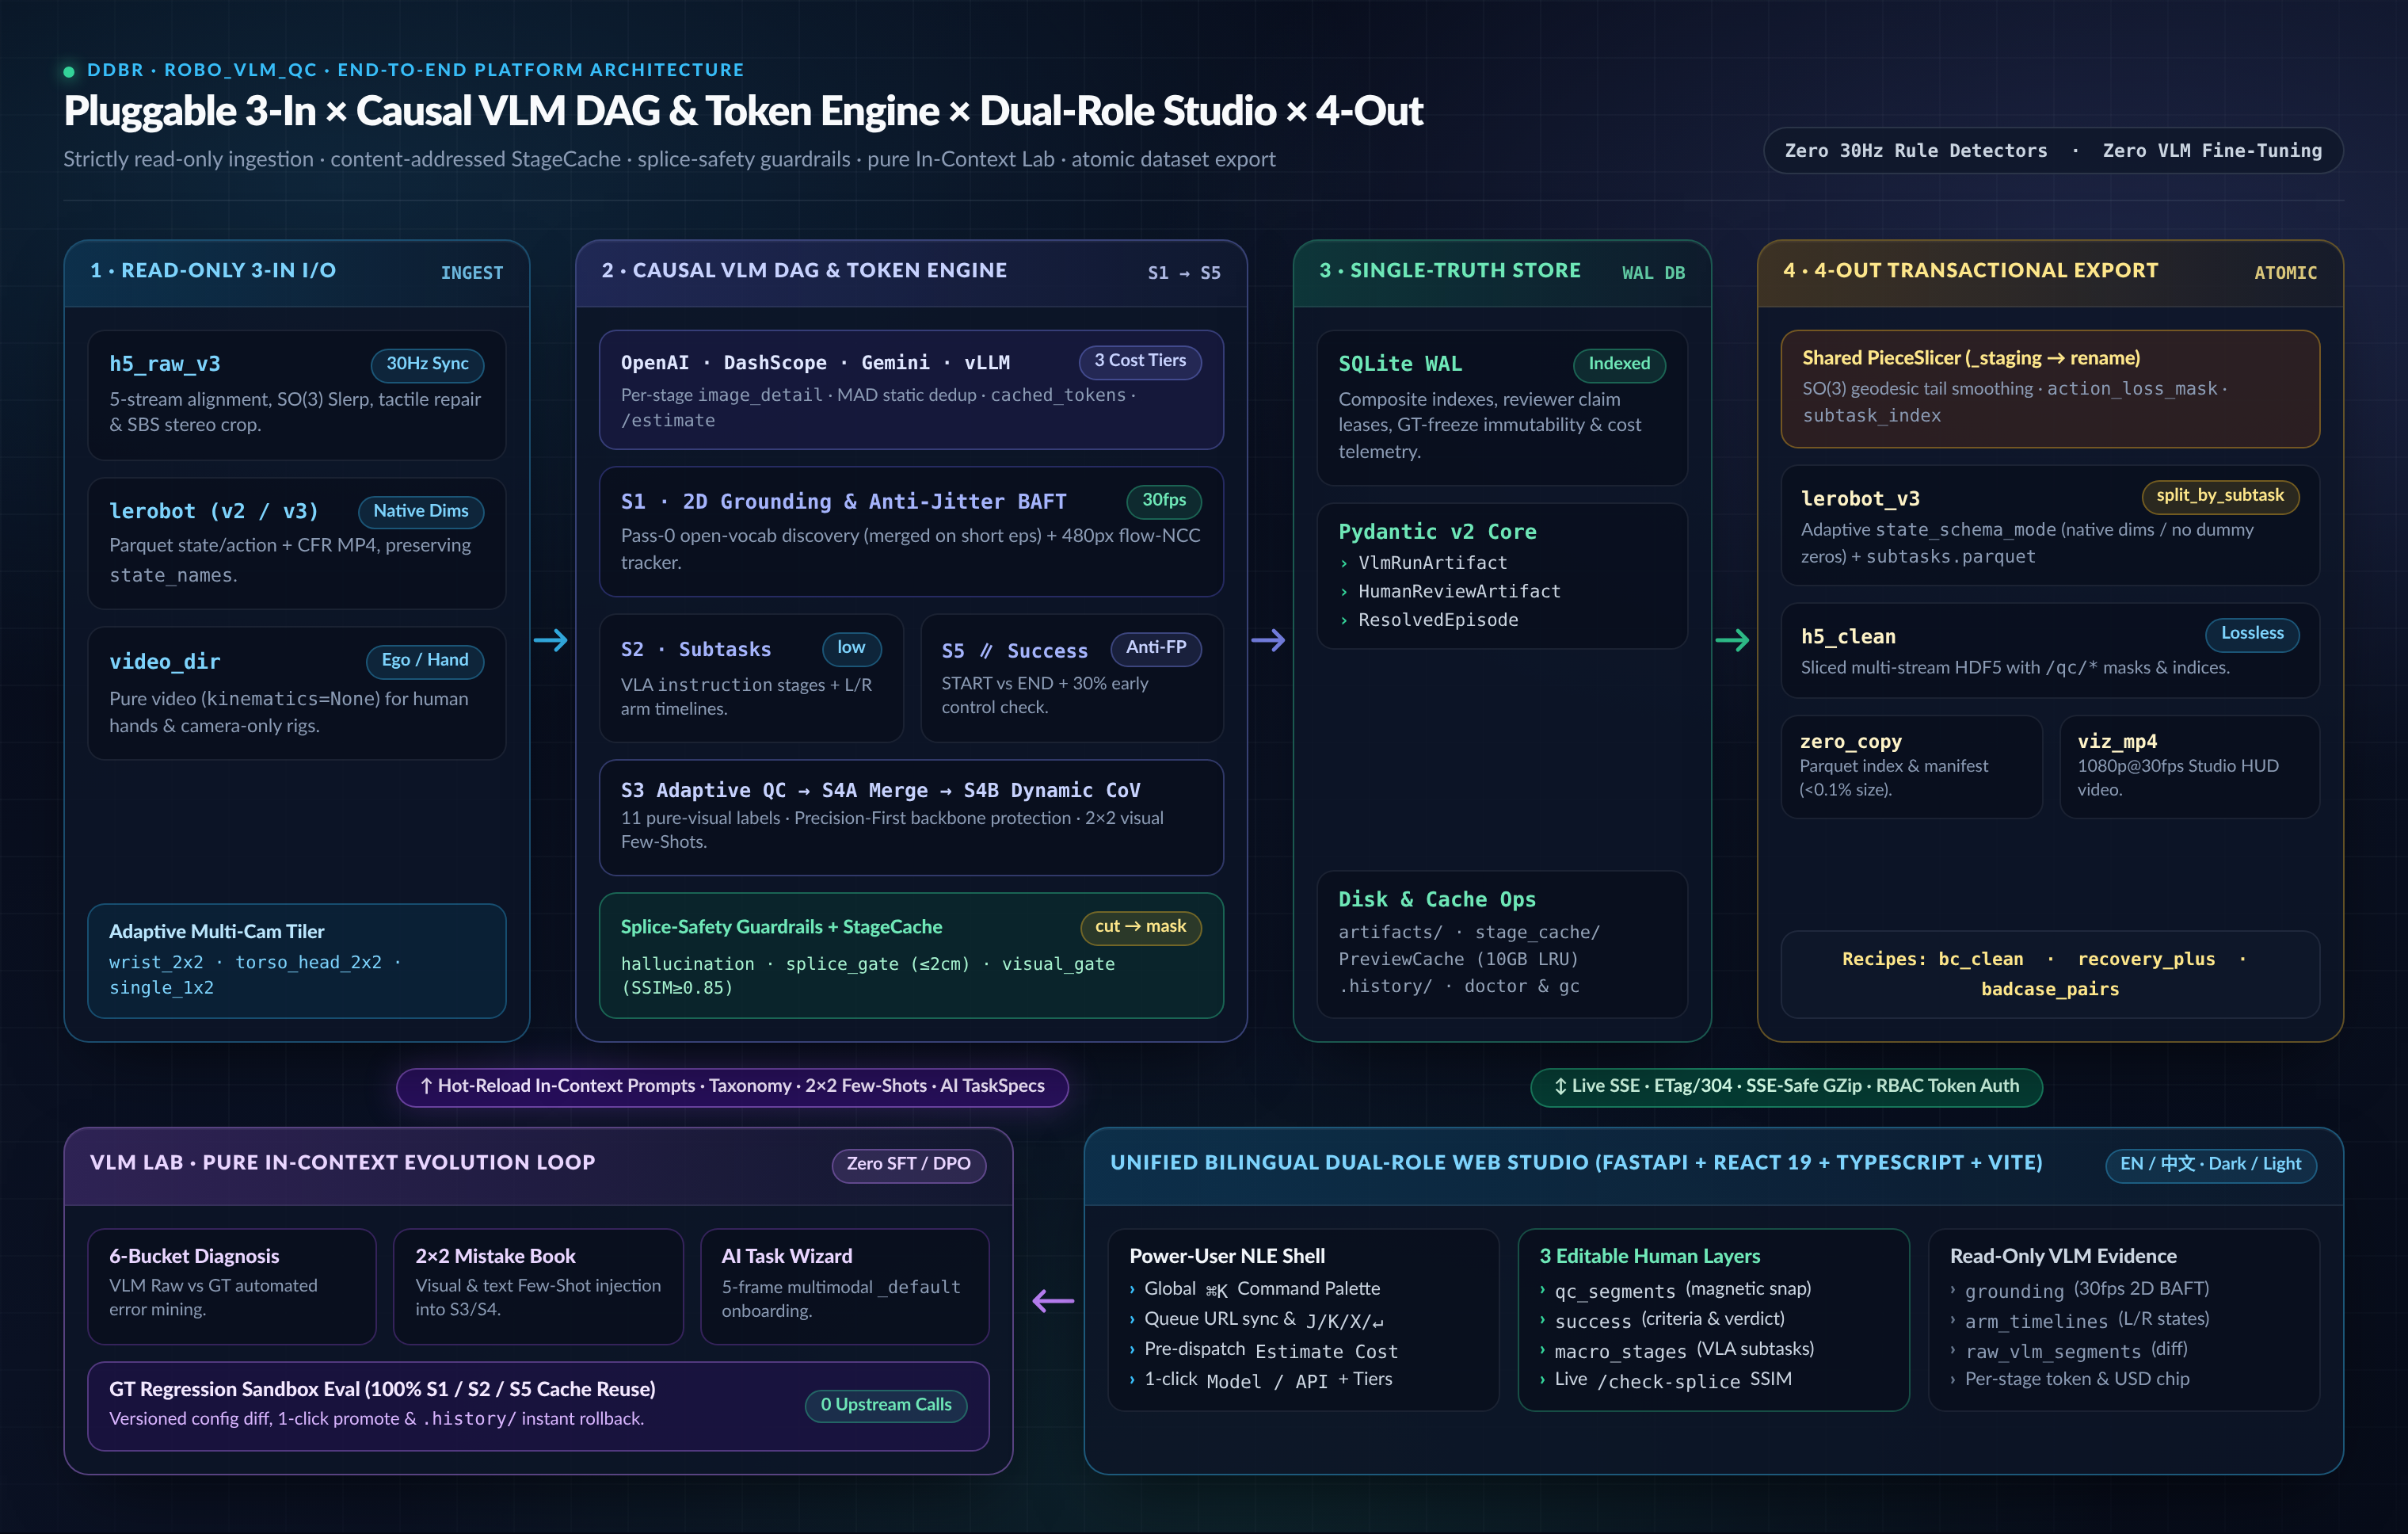 DDBR · ROBO_VLM_QC · END-TO-END PLATFORM ARCHITECTURE
Pluggable 3-In × Causal VLM DAG & Token Engine × Dual-Role Studio × 4-Out
Strictly read-only ingestion · content-addressed StageCache · splice-safety guardrails · pure In-Context Lab · atomic dataset export
Zero 30Hz Rule Detectors · Zero VLM Fine-Tuning
1 · READ-ONLY 3-IN I/O
INGEST
h5_raw_v3
30Hz Sync
5-stream alignment, SO(3) Slerp, tactile repair
& SBS stereo crop.
lerobot (v2 / v3)
Native Dims
Parquet state/action + CFR MP4, preserving
state_names.
video_dir
Ego / Hand
Pure video (kinematics=None) for human
hands & camera-only rigs.
Adaptive Multi-Cam Tiler
wrist_2x2 · torso_head_2x2 ·
single_1x2
2 · CAUSAL VLM DAG & TOKEN ENGINE
S1 → S5
OpenAI · DashScope · Gemini · vLLM
3 Cost Tiers
Per-stage image_detail · MAD static dedup · cached_tokens ·
/estimate
S1 · 2D Grounding & Anti-Jitter BAFT
30fps
Pass-0 open-vocab discovery (merged on short eps) + 480px flow-NCC
tracker.
S2 · Subtasks
low
VLA instruction stages + L/R
arm timelines.
S5 ∥ Success
Anti-FP
START vs END + 30% early
control check.
S3 Adaptive QC → S4A Merge → S4B Dynamic CoV
11 pure-visual labels · Precision-First backbone protection · 2×2 visual
Few-Shots.
Splice-Safety Guardrails + StageCache
cut → mask
hallucination · splice_gate (≤2cm) · visual_gate
(SSIM≥0.85)
3 · SINGLE-TRUTH STORE
WAL DB
SQLite WAL
Indexed
Composite indexes, reviewer claim
leases, GT-freeze immutability & cost
telemetry.
Pydantic v2 Core
› VlmRunArtifact
› HumanReviewArtifact
› ResolvedEpisode
Disk & Cache Ops
artifacts/ · stage_cache/
PreviewCache (10GB LRU)
.history/ · doctor & gc
4 · 4-OUT TRANSACTIONAL EXPORT
ATOMIC
Shared PieceSlicer (_staging → rename)
SO(3) geodesic tail smoothing · action_loss_mask ·
subtask_index
lerobot_v3
split_by_subtask
Adaptive state_schema_mode (native dims / no dummy
zeros) + subtasks.parquet
h5_clean
Lossless
Sliced multi-stream HDF5 with /qc/* masks & indices.
zero_copy
Parquet index & manifest
(<0.1% size).
viz_mp4
1080p@30fps Studio HUD
video.
Recipes: bc_clean · recovery_plus ·
badcase_pairs
↑ Hot-Reload In-Context Prompts · Taxonomy · 2×2 Few-Shots · AI TaskSpecs
↕ Live SSE · ETag/304 · SSE-Safe GZip · RBAC Token Auth
VLM LAB · PURE IN-CONTEXT EVOLUTION LOOP
Zero SFT / DPO
6-Bucket Diagnosis
VLM Raw vs GT automated
error mining.
2×2 Mistake Book
Visual & text Few-Shot injection
into S3/S4.
AI Task Wizard
5-frame multimodal _default
onboarding.
GT Regression Sandbox Eval (100% S1 / S2 / S5 Cache Reuse)
Versioned config diff, 1-click promote & .history/ instant rollback.
0 Upstream Calls
UNIFIED BILINGUAL DUAL-ROLE WEB STUDIO (FASTAPI + REACT 19 + TYPESCRIPT + VITE)
EN / 中文 · Dark / Light
Power-User NLE Shell
› Global ⌘K Command Palette
› Queue URL sync & J/K/X/↵
› Pre-dispatch Estimate Cost
› 1-click Model / API + Tiers
3 Editable Human Layers
› qc_segments (magnetic snap)
› success (criteria & verdict)
› macro_stages (VLA subtasks)
› Live /check-splice SSIM
Read-Only VLM Evidence
› grounding (30fps 2D BAFT)
› arm_timelines (L/R states)
› raw_vlm_segments (diff)
› Per-stage token & USD chip